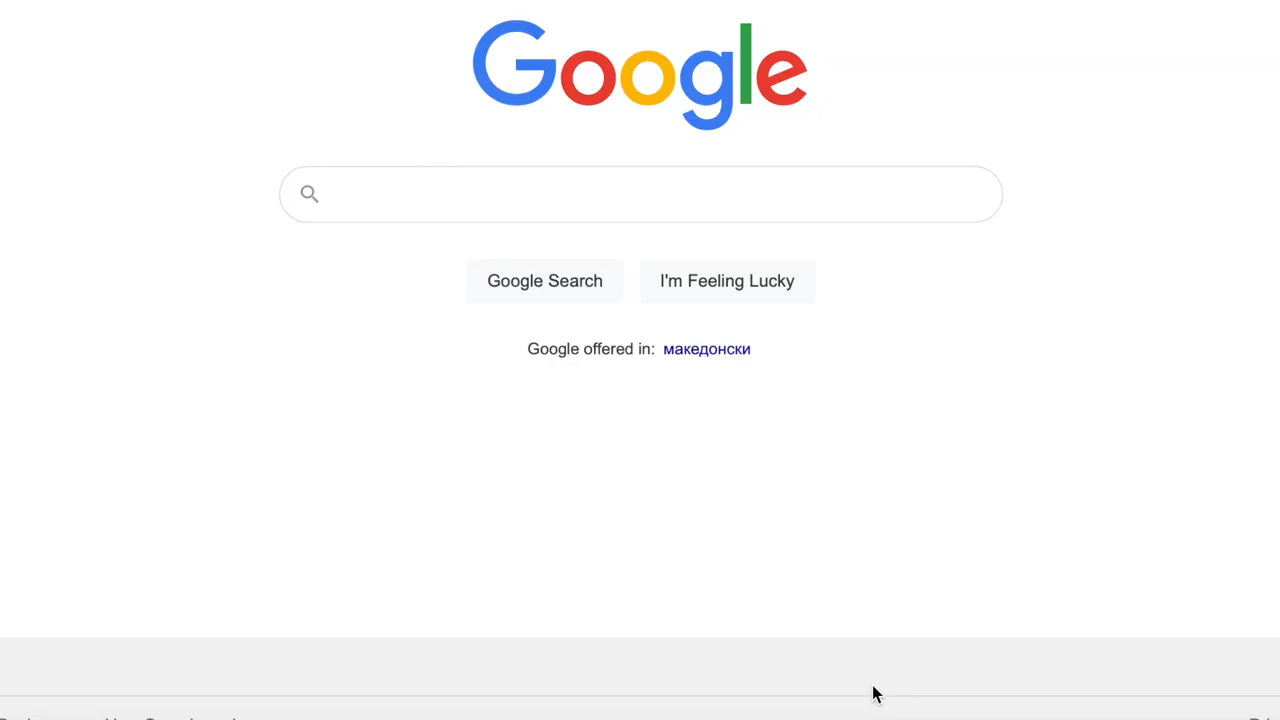 Google
Google Search
I'm Feeling Lucky
Google offered in: македонски